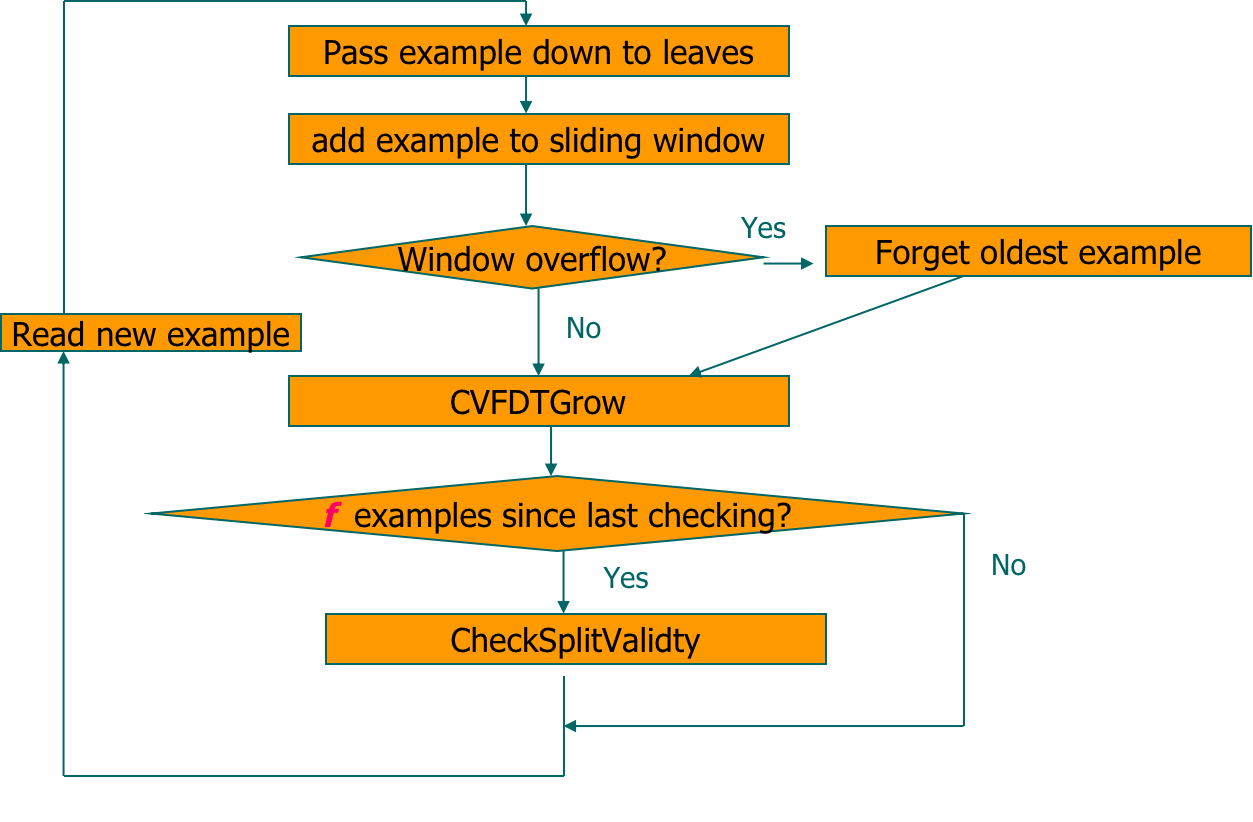 Pass example down to leaves
add example to sliding window
Window overflow?
Yes
Forget oldest example
No
Read new example
CVFDTGrow
f examples since last checking?
No
Yes
CheckSplitValidty